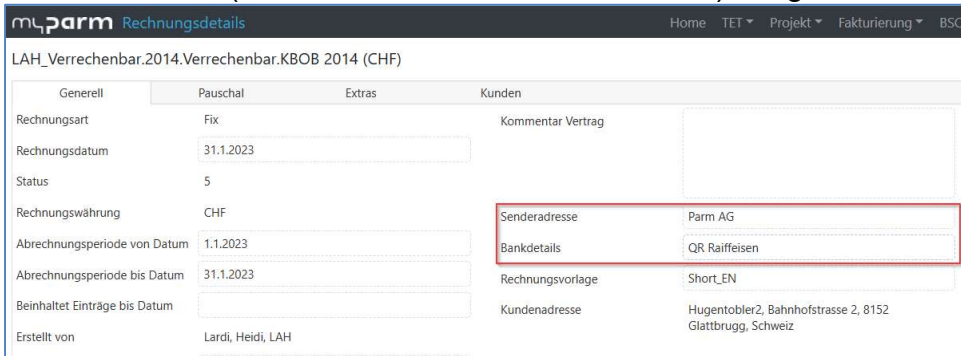 myparm Rechnungsdetails Home TET Projekt Fakturierung BSC
LAH_Verrechenbar.2014.Verrechenbar.KBOB 2014 (CHF)
Generell Pauschal Extras Kunden
Rechnungsart Fix Kommentar Vertrag
Rechnungsdatum 31.1.2023
Status 5
Rechnungswährung CHF Senderadresse Parm AG
Abrechnungsperiode von Datum 1.1.2023 Bankdetails QR Raiffeisen
Abrechnungsperiode bis Datum 31.1.2023 Rechnungsvorlage Short_EN
Beinhaltet Einträge bis Datum Kundenadresse Hugentobler2, Bahnhofstrasse 2, 8152
Glattbrugg, Schweiz
Erstellt von Lardi, Heidi, LAH